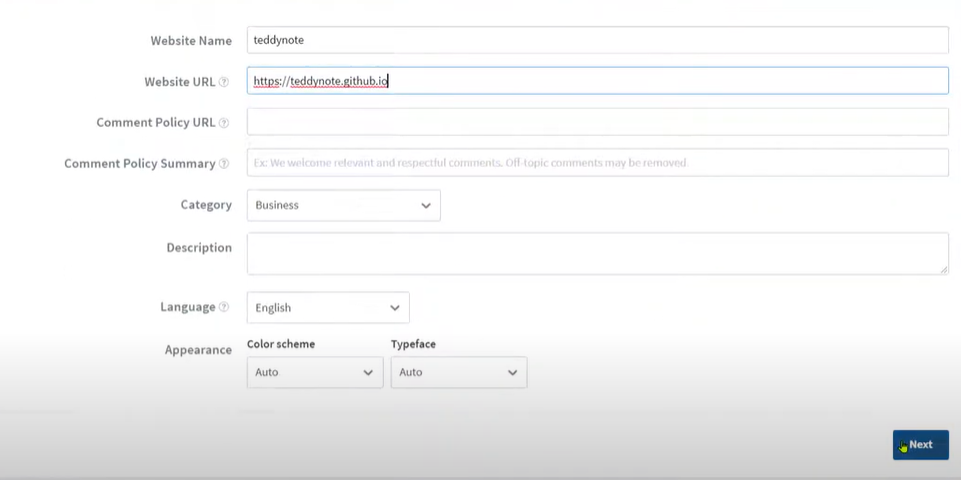 Website Name teddynote
Website URL https://teddynote.github.io
Comment Policy URL
Comment Policy Summary Ex: We welcome relevant and respectful comments. Off-topic comments may be removed.
Category Business
Description
Language English
Color scheme Typeface
Appearance
Auto Auto
Next